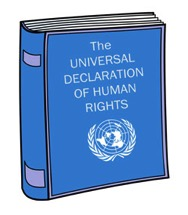 The
UNIVERSAL
DECLARATION
OF HUMAN
RIGHTS